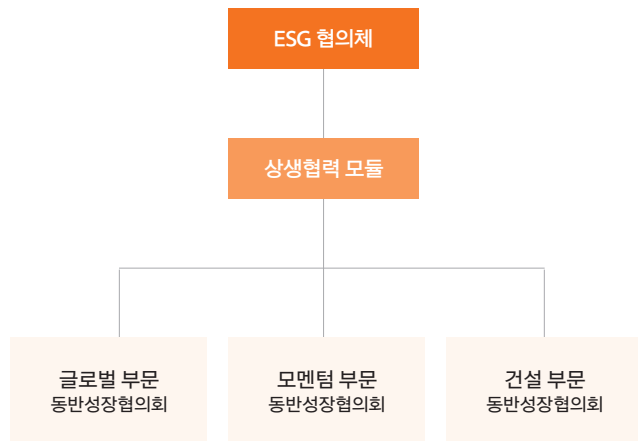 ESG 협의체
상생협력 모듈
글로벌 부문
동반성장협의회
모멘텀 부문
동반성장협의회
건설 부문
동반성장협의회